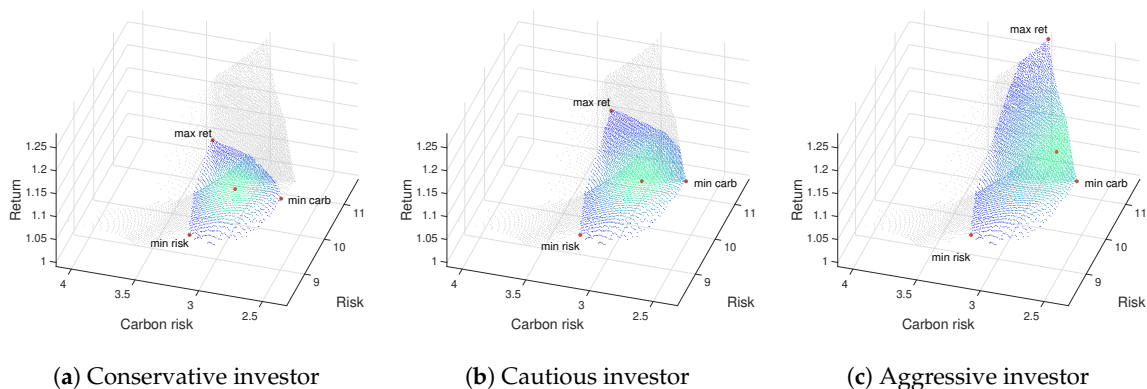 max ret
1.25
1.2
1.15
1.1
1.05
1
Return
min carb
min risk
11
10
9
Risk
4
3.5
3
2.5
Carbon risk
(a) Conservative investor
max ret
1.25
1.2
1.15
1.1
1.05
1
Return
min carb
min risk
11
10
9
Risk
4
3.5
3
2.5
Carbon risk
(b) Cautious investor
max ret
1.25
1.2
1.15
1.1
1.05
1
Return
min carb
min risk
11
10
9
Risk
4
3.5
3
2.5
Carbon risk
(c) Aggressive investor